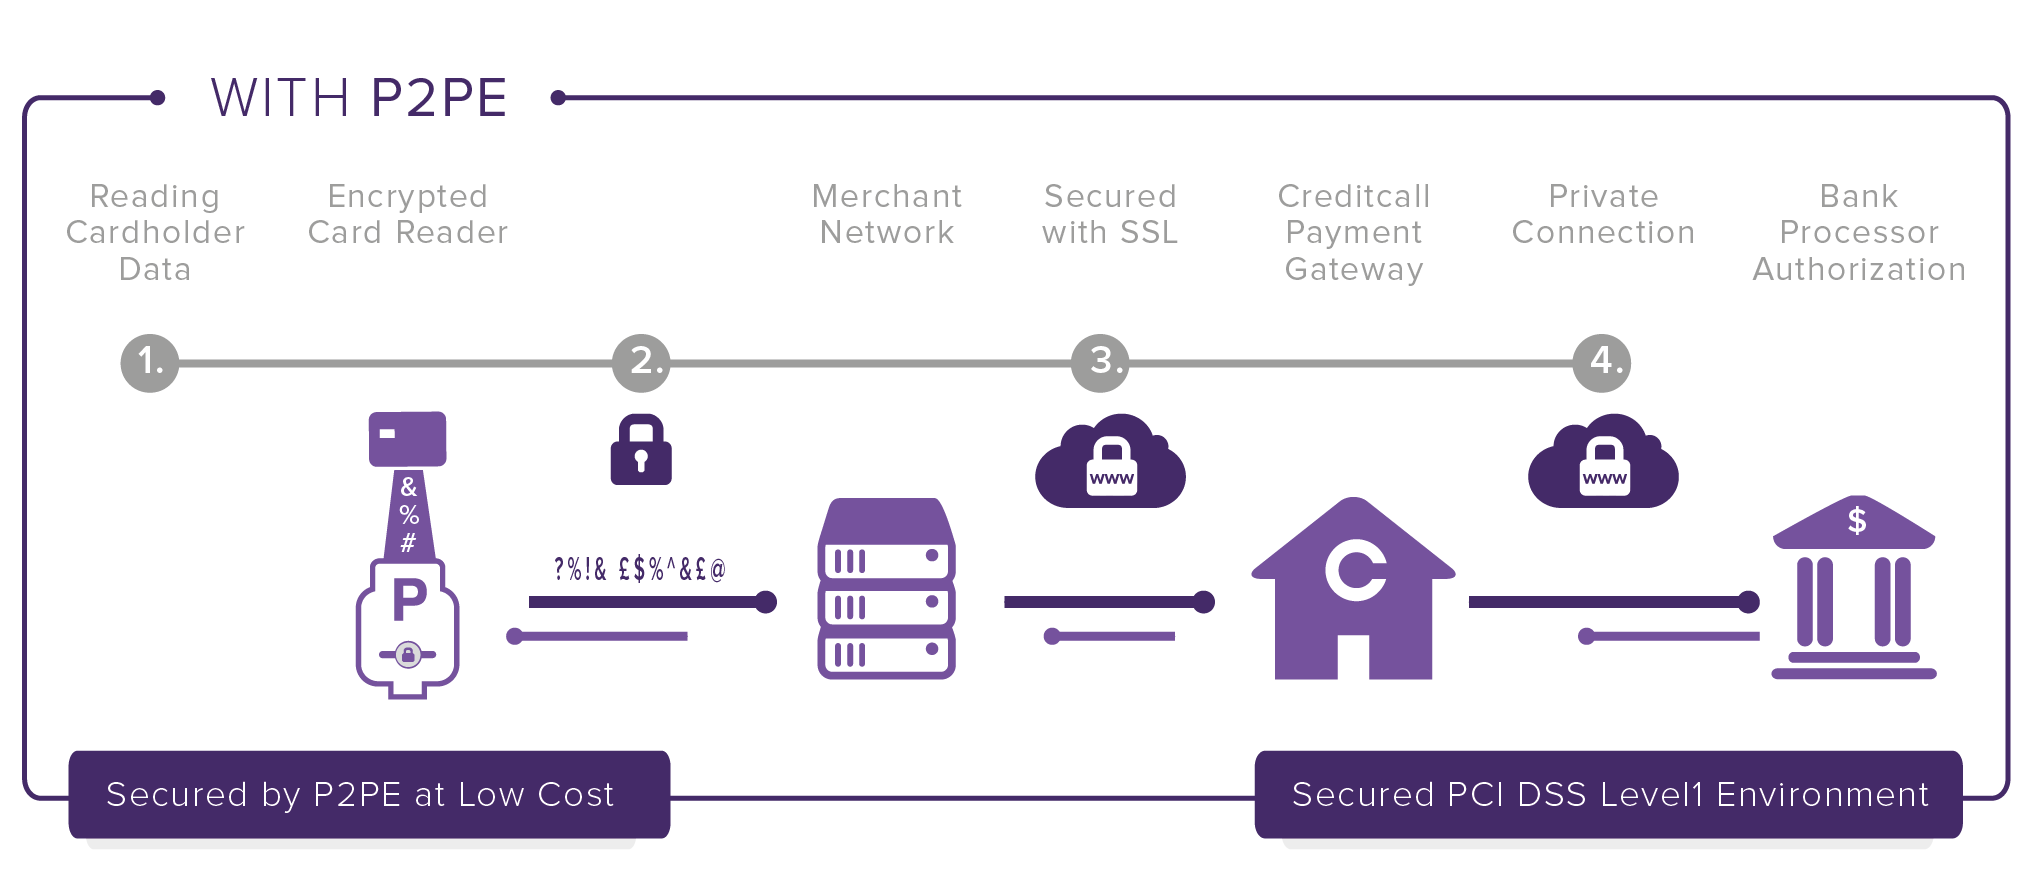 WITH P2PE
Reading
Cardholder
Data
Encrypted
Card Reader
Merchant
Network
Secured
with SSL
Creditcall
Payment
Gateway
Private
Connection
Bank
Processor
Authorization
1.
2.
3.
4.
&
%
#
P
?%!& £$%^&£@
www
C
www
$
Secured by P2PE at Low Cost
Secured PCI DSS Level1 Environment